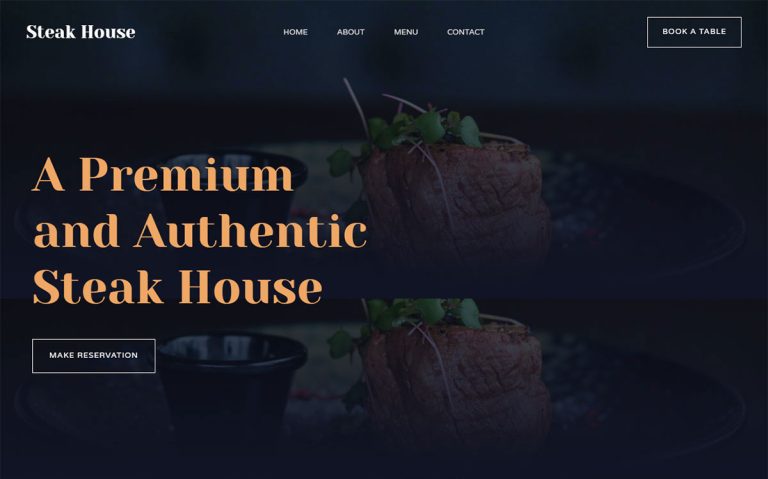 Steak House
HOME
ABOUT
MENU
CONTACT
BOOK A TABLE
A Premium
and Authentic
Steak House
MAKE RESERVATION